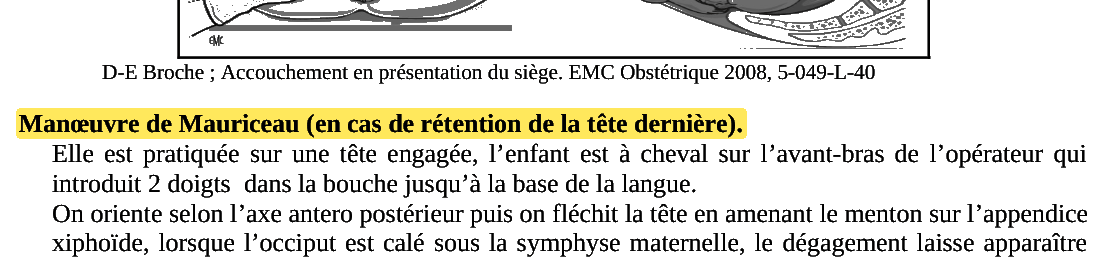 EMC
D-E Broche ; Accouchement en présentation du siège. EMC Obstétrique 2008, 5-049-L-40
Manœuvre de Mauriceau (en cas de rétention de la tête dernière).
Elle est pratiquée sur une tête engagée, l’enfant est à cheval sur l’avant-bras de l’opérateur qui
introduit 2 doigts dans la bouche jusqu’à la base de la langue.
On oriente selon l’axe antero postérieur puis on fléchit la tête en amenant le menton sur l’appendice
xiphoïde, lorsque l’occiput est calé sous la symphyse maternelle, le dégagement laisse apparaître